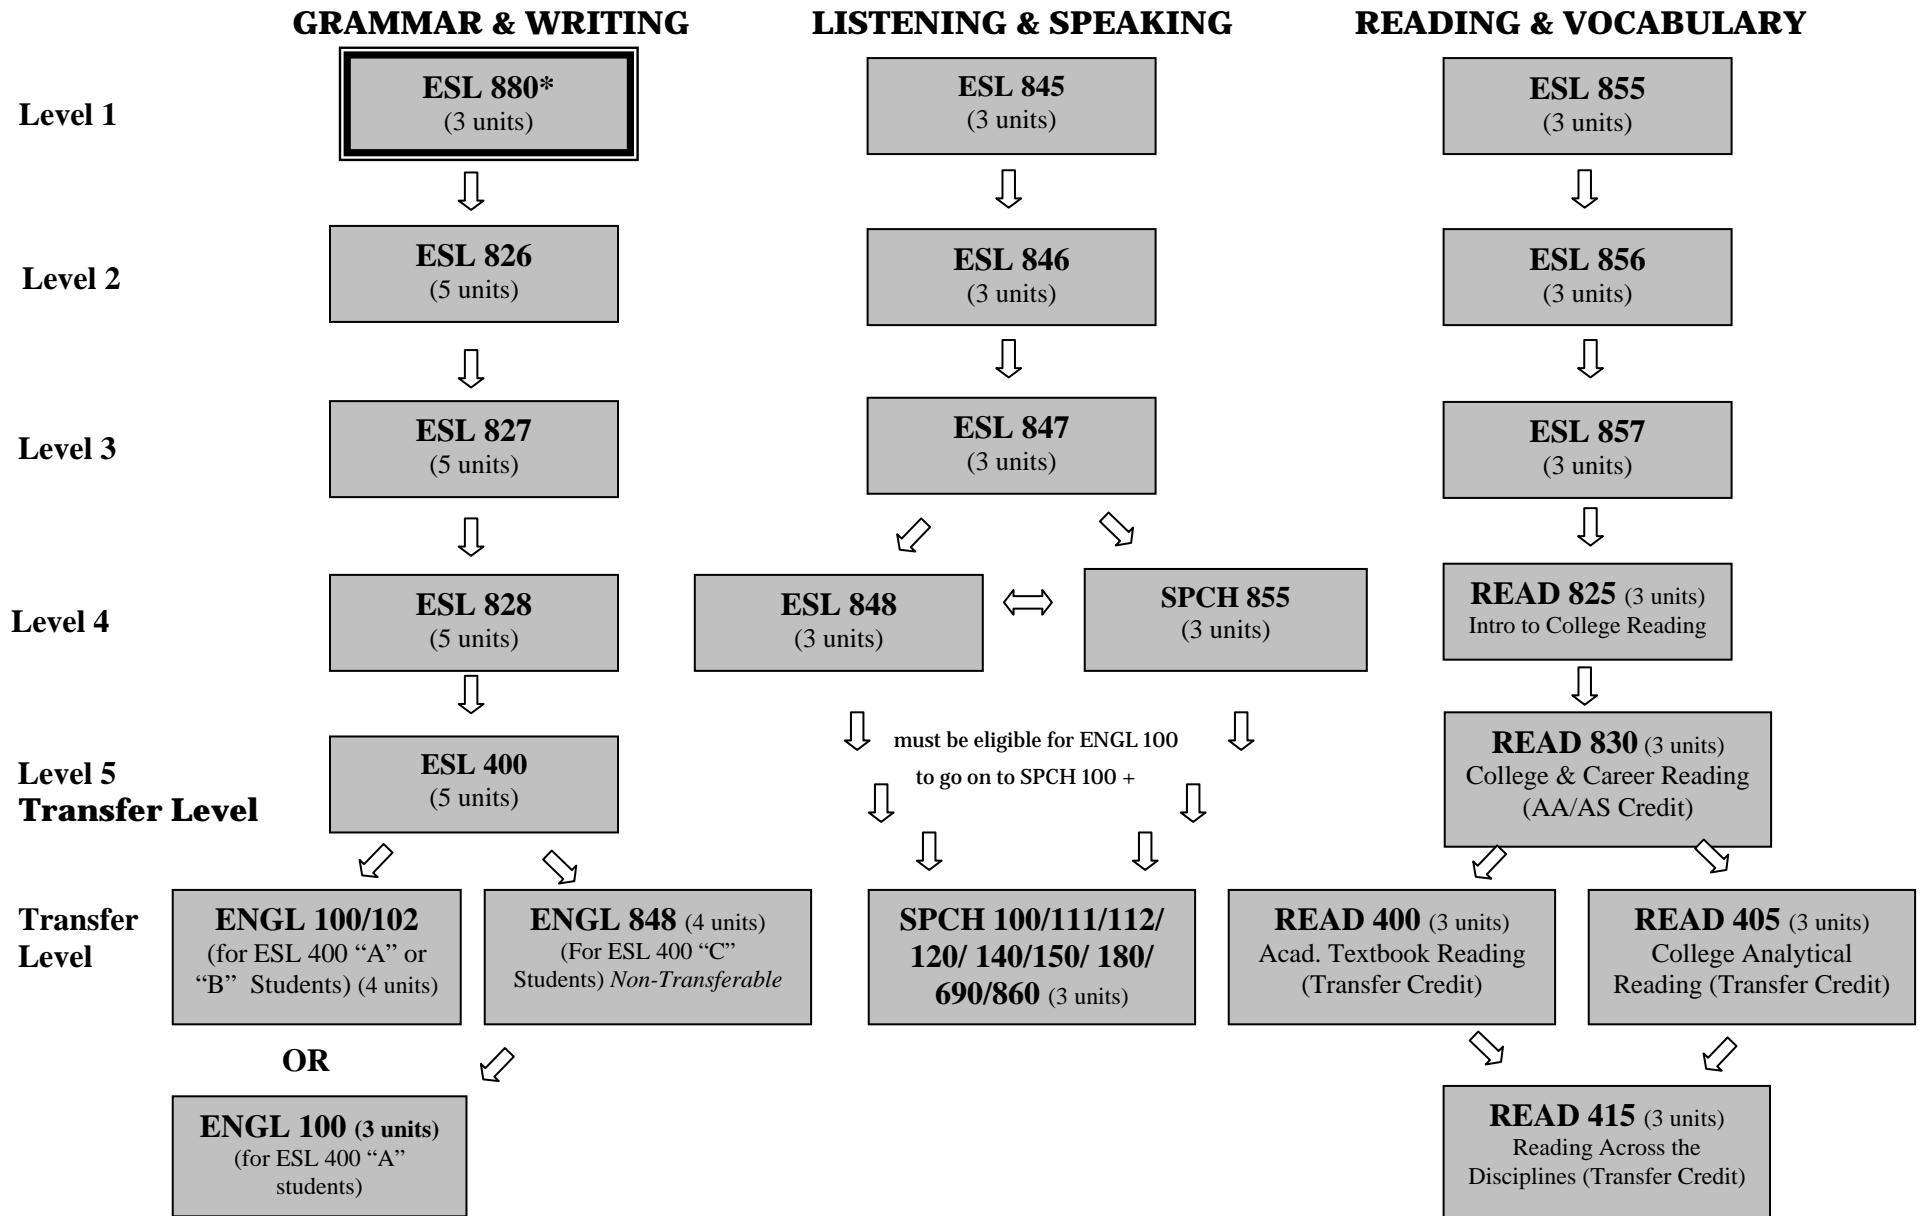 GRAMMAR & WRITING
LISTENING & SPEAKING
READING & VOCABULARY
Level 1
ESL 880*
(3 units)
ESL 845
(3 units)
ESL 855
(3 units)
Level 2
ESL 826
(5 units)
ESL 846
(3 units)
ESL 856
(3 units)
Level 3
ESL 827
(5 units)
ESL 847
(3 units)
ESL 857
(3 units)
Level 4
ESL 828
(5 units)
ESL 848
(3 units)
SPCH 855
(3 units)
READ 825 (3 units)
Intro to College Reading
must be eligible for ENGL 100
to go on to SPCH 100 +
Level 5
Transfer Level
ESL 400
(5 units)
READ 830 (3 units)
College & Career Reading
(AA/AS Credit)
Transfer
Level
ENGL 100/102
(for ESL 400 “A” or
“B” Students) (4 units)
ENGL 848 (4 units)
(For ESL 400 “C”
Students) Non-Transferable
SPCH 100/111/112/
120/ 140/150/ 180/
690/860 (3 units)
READ 400 (3 units)
Acad. Textbook Reading
(Transfer Credit)
READ 405 (3 units)
College Analytical
Reading (Transfer Credit)
OR
ENGL 100 (3 units)
(for ESL 400 “A”
students)
READ 415 (3 units)
Reading Across the
Disciplines (Transfer Credit)